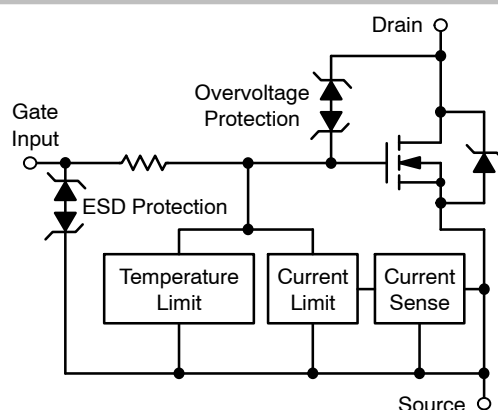 Drain
Overvoltage
Protection
Gate
Input
ESD Protection
Temperature
Limit
Current
Limit
Current
Sense
Source